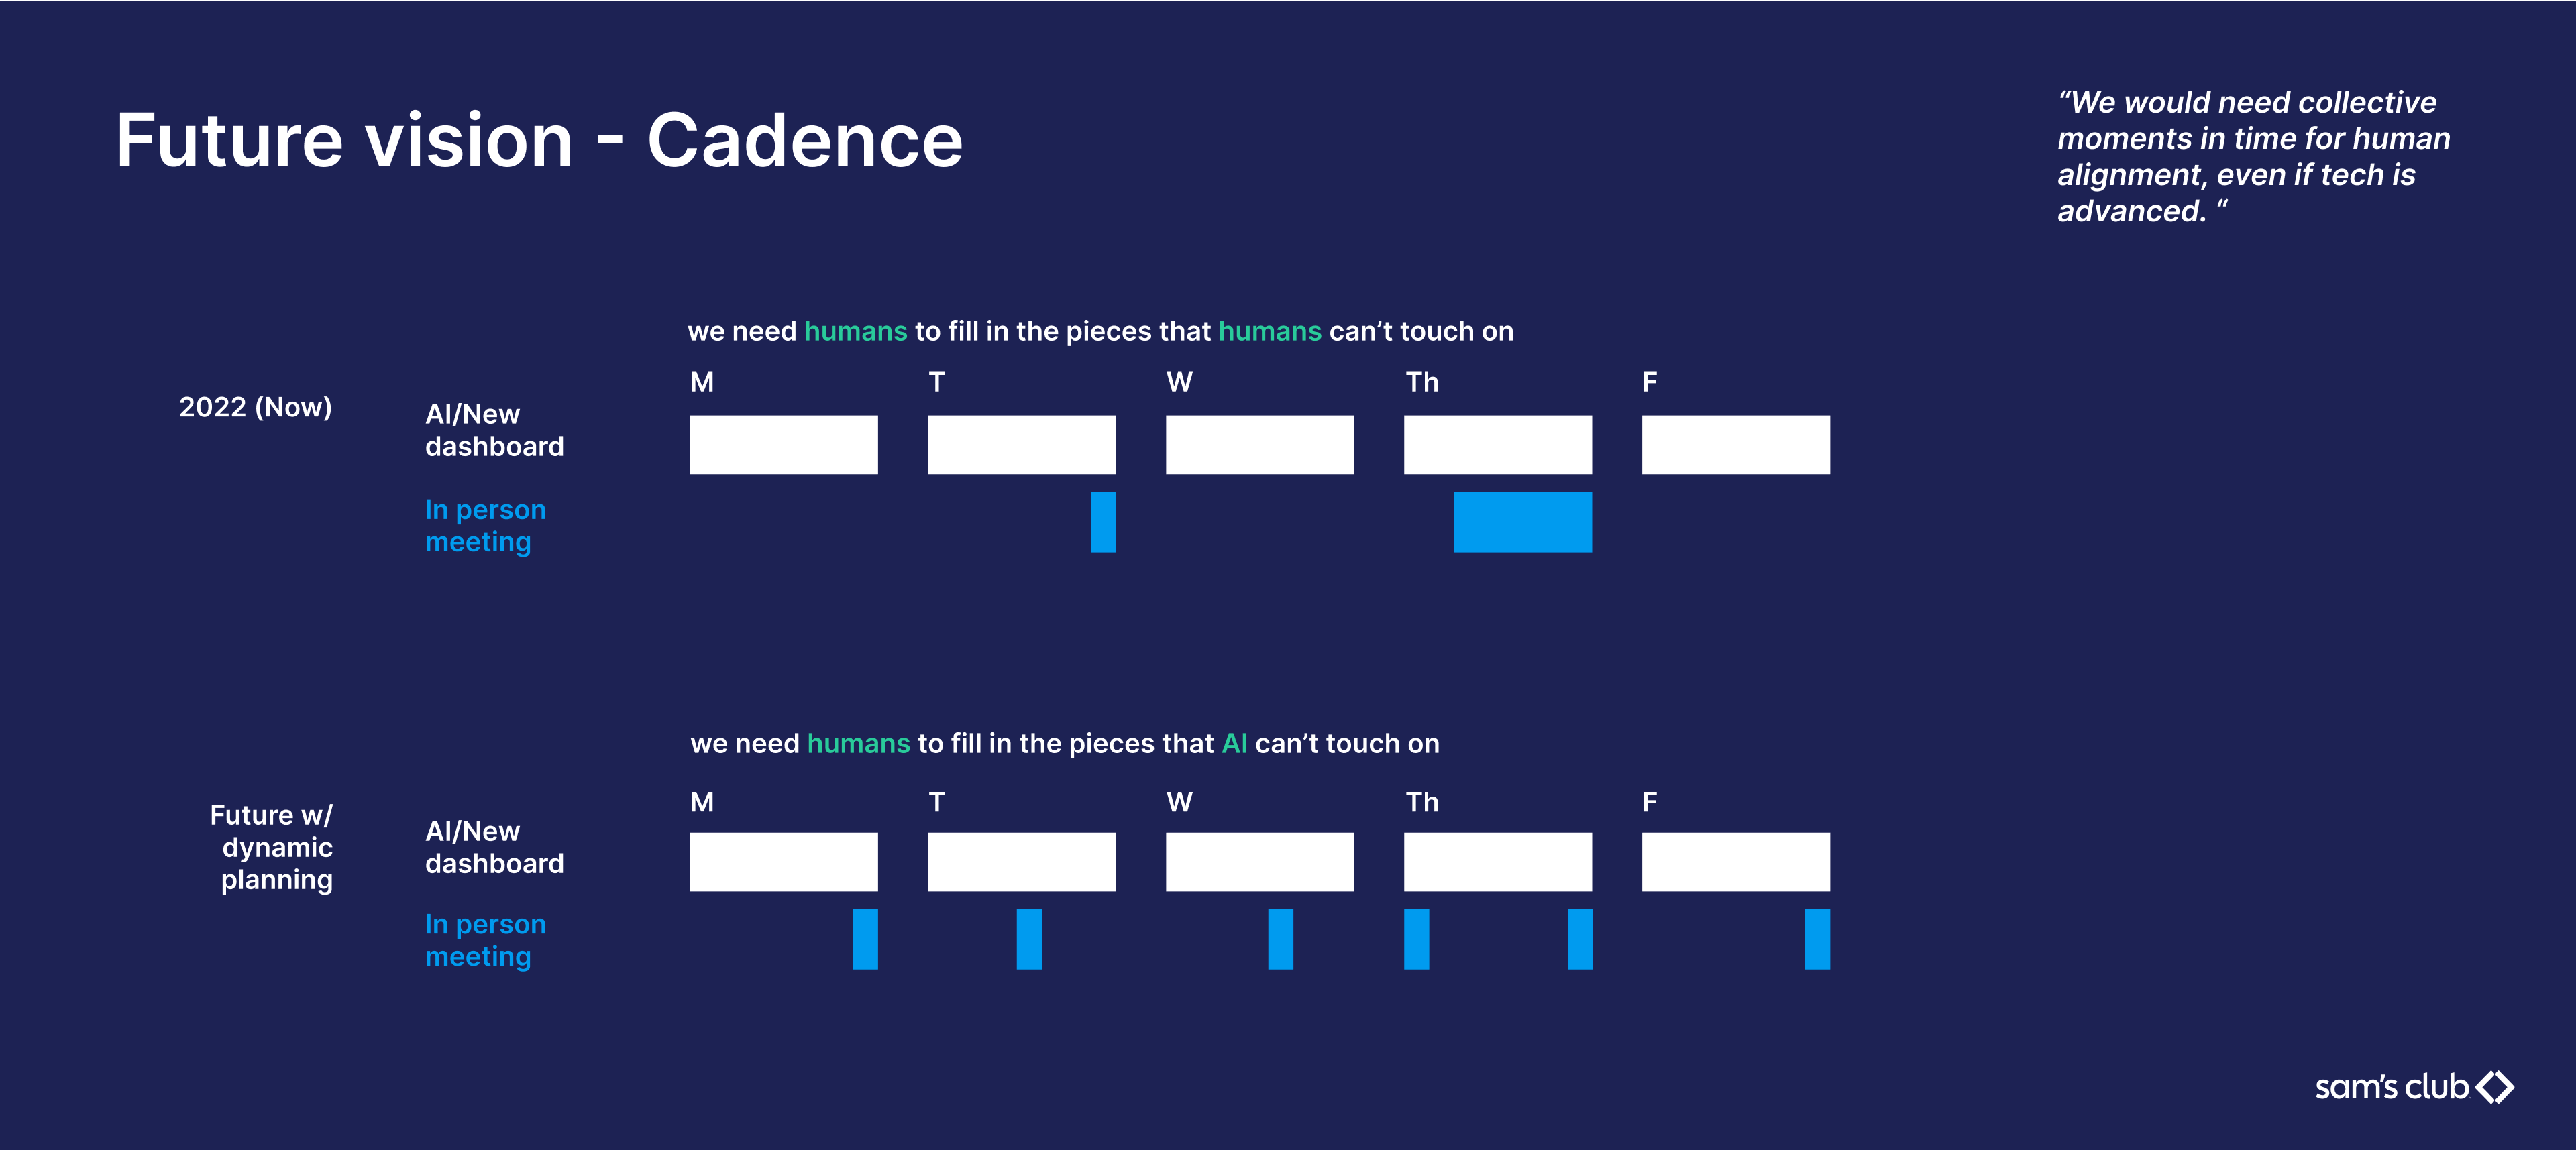 Future vision - Cadence
“We would need collective
moments in time for human
alignment, even if tech is
advanced. “
we need humans to fill in the pieces that humans can’t touch on
M T W Th F
2022 (Now)
AI/New
dashboard
In person
meeting
we need humans to fill in the pieces that AI can’t touch on
M T W Th F
Future w/
dynamic
planning
AI/New
dashboard
In person
meeting
sam’s club